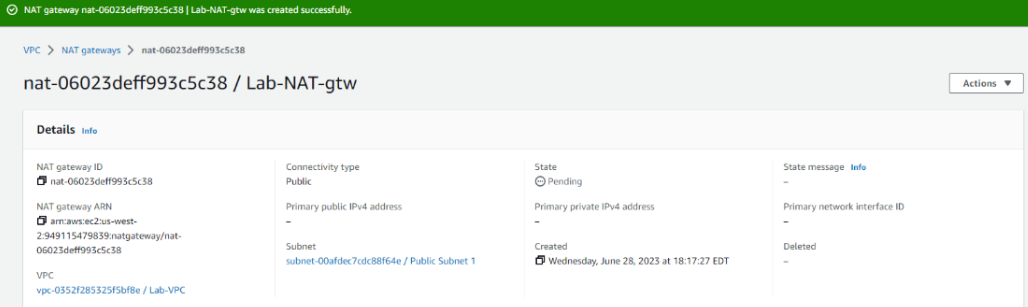 NAT gateway nat-06023deff993c5c38 | Lab-NAT-gtw was created successfully.
VPC > NAT gateways > nat-06023deff993c5c38
nat-06023deff993c5c38 / Lab-NAT-gtw
Actions ▼
Details Info
NAT gateway ID
nat-06023deff993c5c38
Connectivity type
Public
State
Pending
State message Info
–
NAT gateway ARN
arn:aws:ec2:us-west-
2:949115479839:natgateway/nat-
06023deff993c5c38
Primary public IPv4 address
–
Primary private IPv4 address
–
Primary network interface ID
–
VPC
vpc-0352f285325f5bf8e / Lab-VPC
Subnet
subnet-00afdec7cdc88f64e / Public Subnet 1
Created
Wednesday, June 28, 2023 at 18:17:27 EDT
Deleted
–